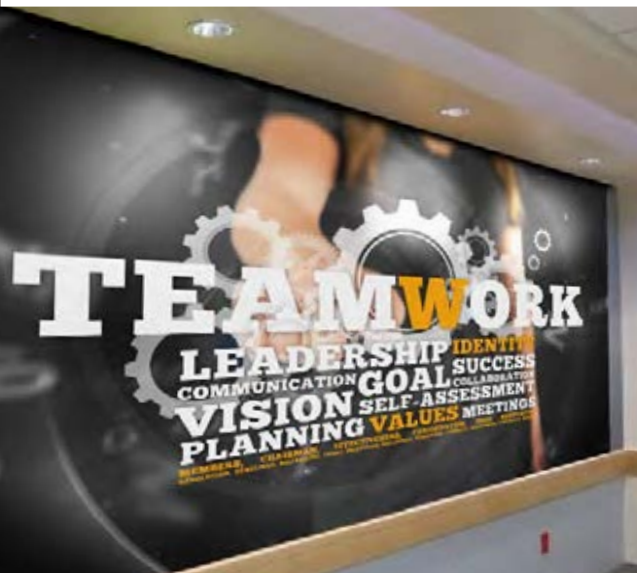 TEAMWORK
LEADERSHIP IDENTITY
COMMUNICATION GOAL SUCCESS
COLLABORATION
VISION SELF-ASSESSMENT
PLANNING VALUES MEETINGS
MEMBERS, CHAIRMAN,